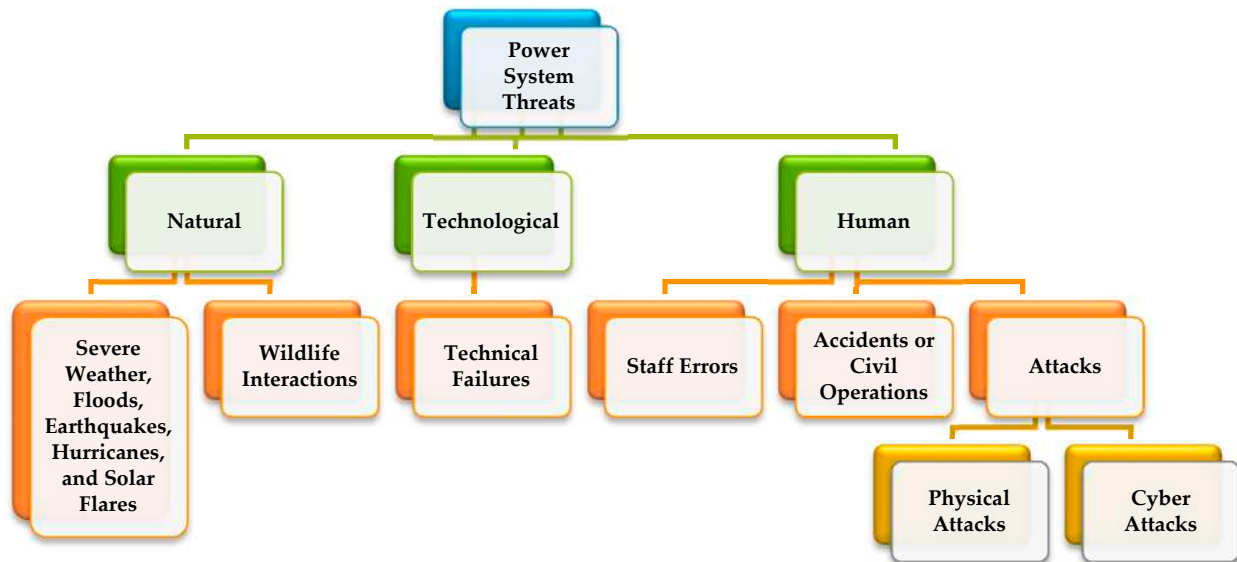 Power
System
Threats
Natural
Technological
Human
Severe
Weather,
Floods,
Earthquakes,
Hurricanes,
and Solar
Flares
Wildlife
Interactions
Technical
Failures
Staff Errors
Accidents or
Civil
Operations
Attacks
Physical
Attacks
Cyber
Attacks